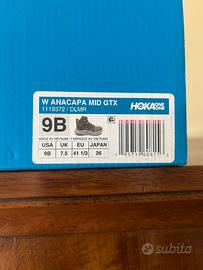 W ANACAPA MID GTX
1119372 / DLMR
HOKA ONE ONE
9B
MADE IN VIETNAM / FABRIQUÉ AU VIETNAM
USA UK EU JAPAN
9B 7.5 41 1/3 26
subito